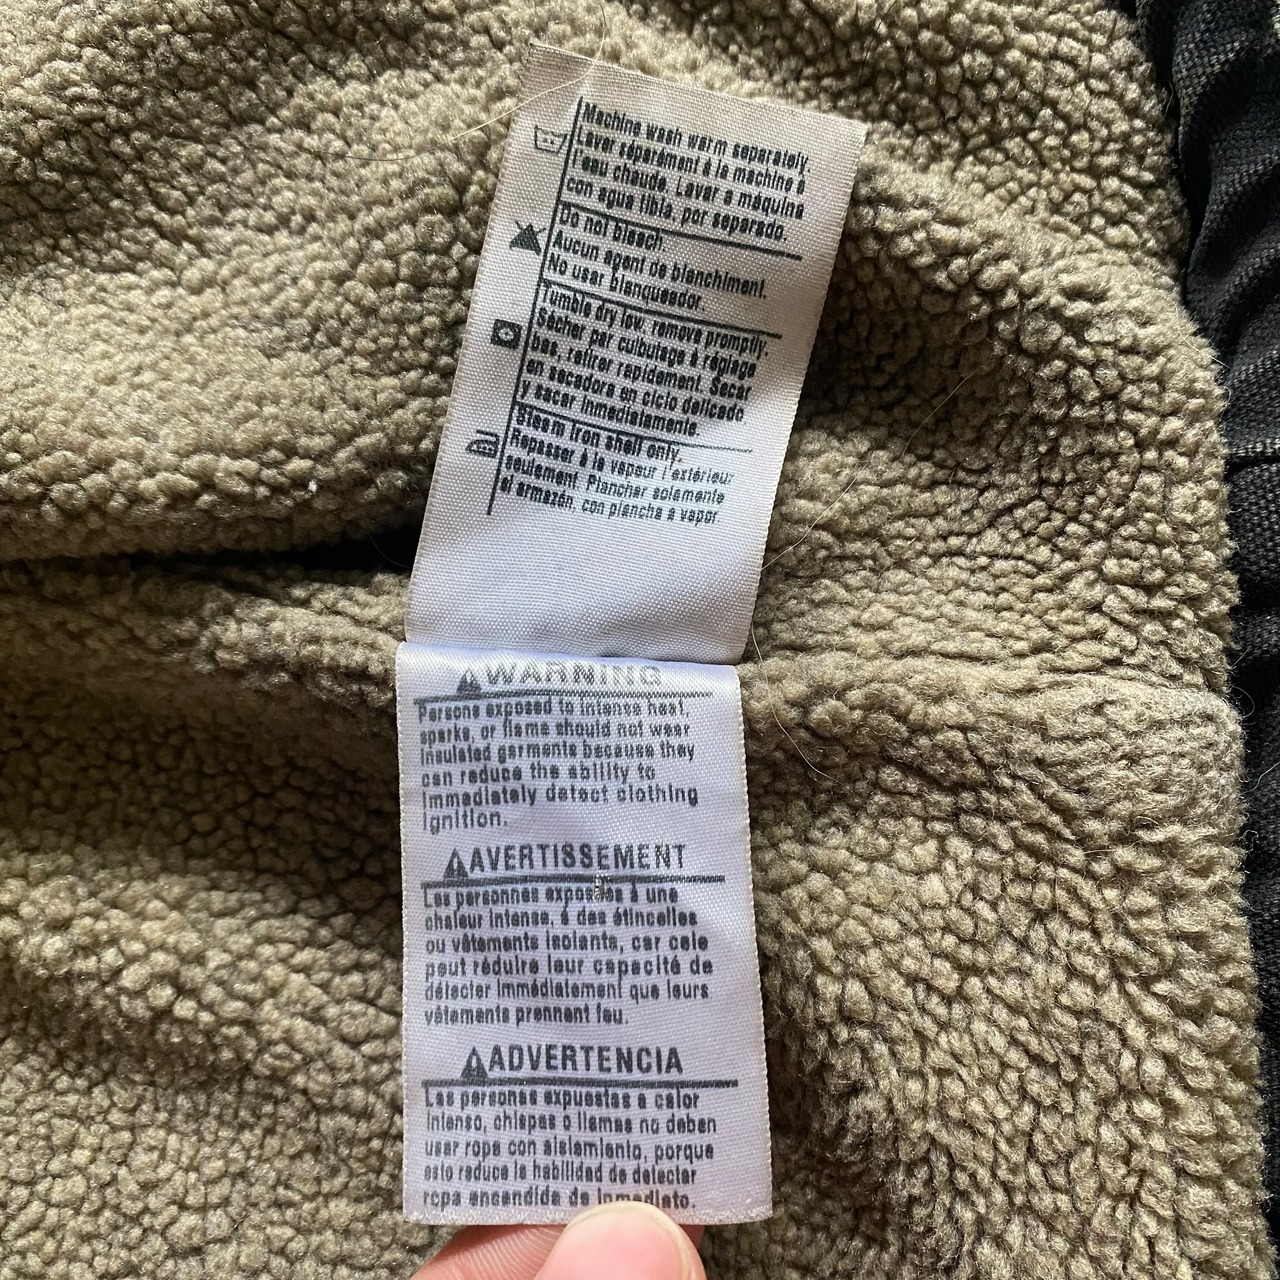 Machine wash warm separately.
Laver séparément à la machine à
l'eau chaude. Lavar a máquina
con agua tibia, por separado.
Do not bleach.
Aucun agent de blanchiment.
No usar blanqueador.
Tumble dry low, remove promptly.
Sécher par culbutage à réglage
bas, retirer rapidement. Secar
en secadora en ciclo delicado
y sacar inmediatamente.
Steam iron shell only.
Repasser à la vapeur l'extérieur
seulement. Planchar solamente
el armazón, con plancha a vapor.
WARNING
Persons exposed to intense heat,
sparks, or flame should not wear
insulated garments because they
can reduce the ability to
immediately detect clothing
ignition.
AVERTISSEMENT
Les personnes exposées à une
chaleur intense, à des étincelles
ou vêtements isolants, car cela
peut réduire leur capacité de
détecter immédiatement que leurs
vêtements prennent feu.
ADVERTENCIA
Las personas expuestas a calor
intenso, chispas o llamas no deben
usar ropa con aislamiento, porque
esto reduce la habilidad de detectar
ropa encendida de inmediato.